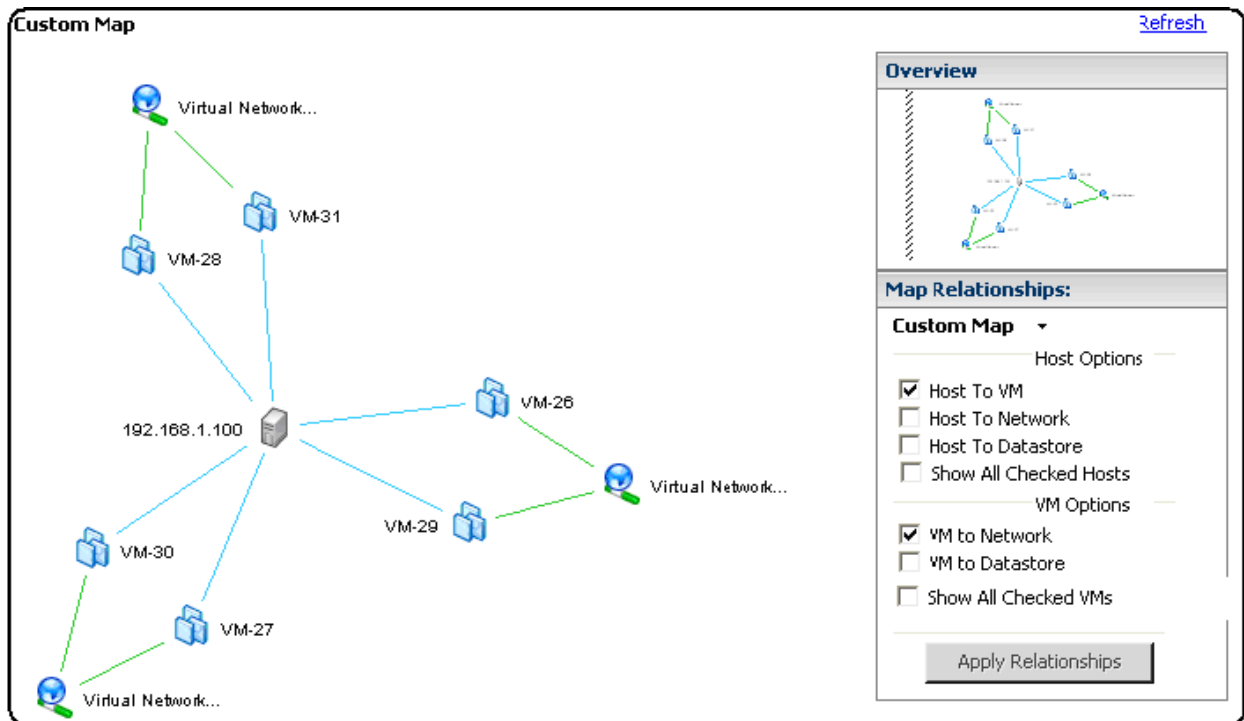 Custom Map
Refresh
Virtual Network...
VM-31
VM-28
VM-26
192.168.1.100
Virtual Network...
VM-29
VM-30
VM-27
Virtual Network...
Overview
Map Relationships:
Custom Map
Host Options
Host To VM
Host To Network
Host To Datastore
Show All Checked Hosts
VM Options
VM to Network
VM to Datastore
Show All Checked VMs
Apply Relationships